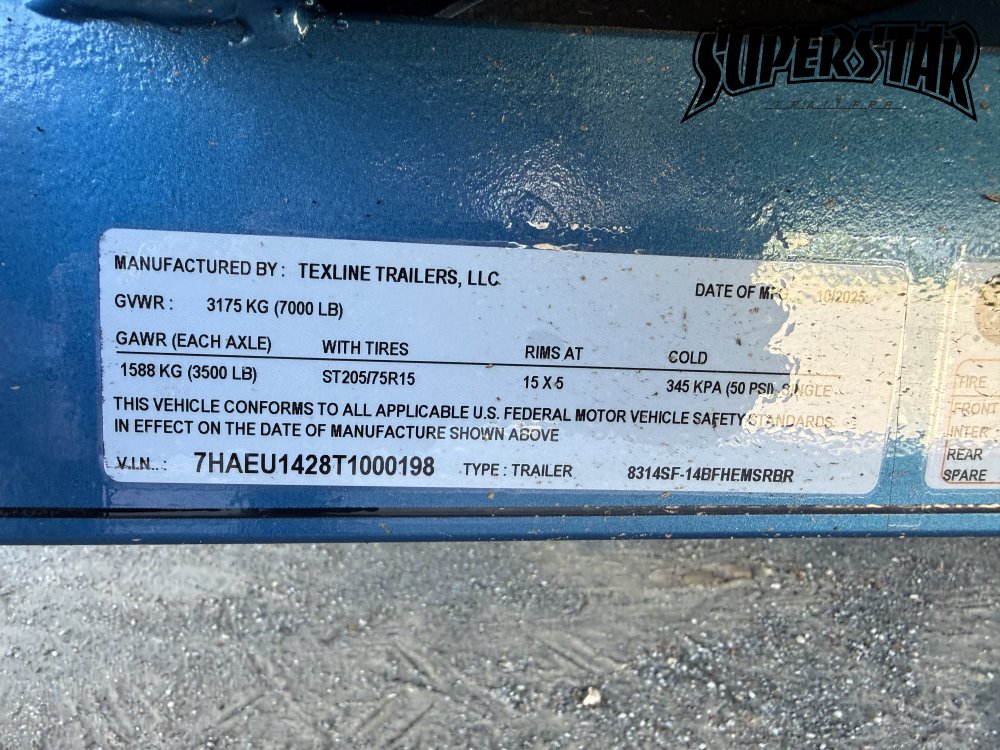 SUPERSTAR
TRAILERS
MANUFACTURED BY : TEXLINE TRAILERS, LLC
DATE OF MFG 10/2025
GVWR : 3175 KG (7000 LB)
GAWR (EACH AXLE) WITH TIRES RIMS AT COLD
1588 KG (3500 LB) ST205/75R15 15 X 5 345 KPA (50 PSI) SINGLE
THIS VEHICLE CONFORMS TO ALL APPLICABLE U.S. FEDERAL MOTOR VEHICLE SAFETY STANDARDS
IN EFFECT ON THE DATE OF MANUFACTURE SHOWN ABOVE
V.I.N.. : 7HAEU1428T1000198 TYPE : TRAILER 8314SF-14BFHEMSRBR
TIRE
FRONT
INTER
REAR
SPARE